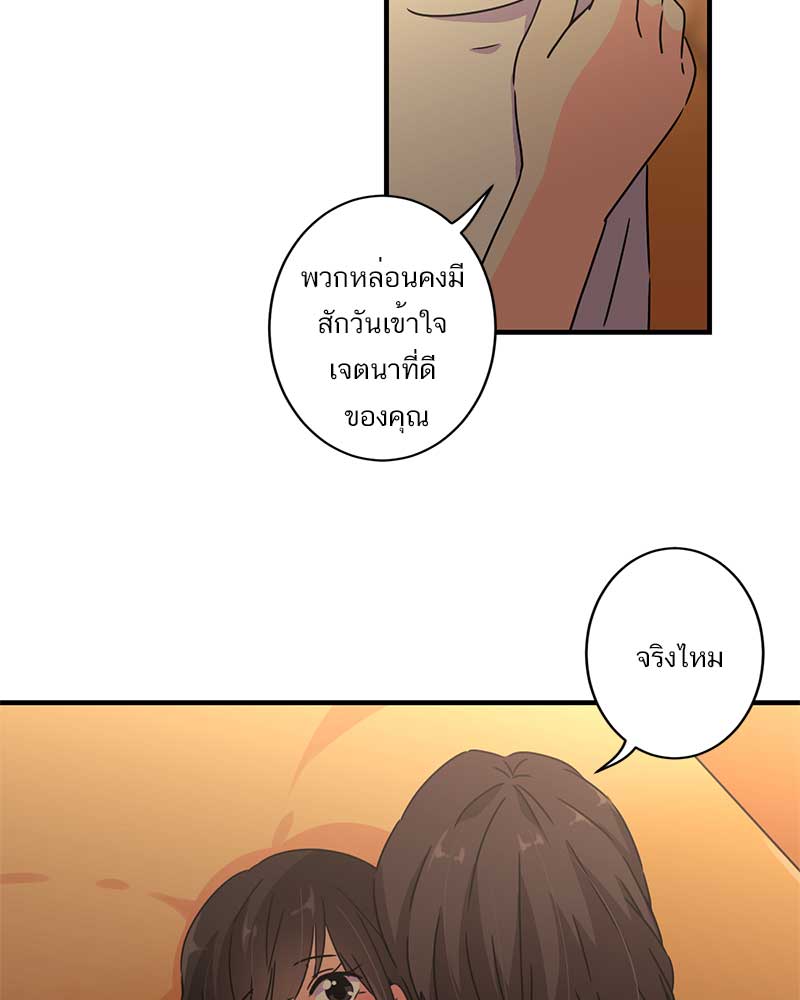 พวกหล่อนคงมี
สักวันเข้าใจ
เจตนาที่ดี
ของคุณ
จริงไหม